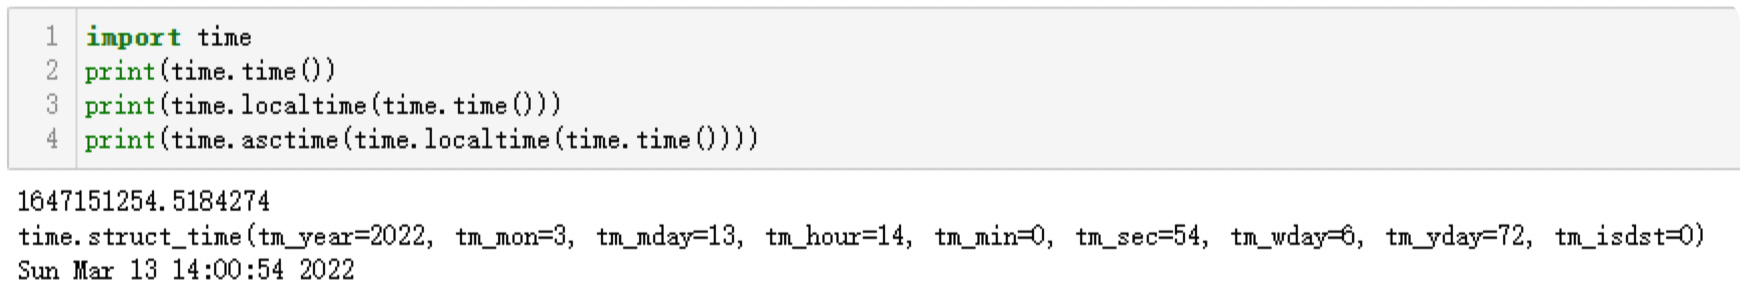 1 import time
2 print(time.time())
3 print(time.localtime(time.time()))
4 print(time.asctime(time.localtime(time.time())))
1647151254.5184274
time.struct_time(tm_year=2022, tm_mon=3, tm_mday=13, tm_hour=14, tm_min=0, tm_sec=54, tm_wday=6, tm_yday=72, tm_isdst=0)
Sun Mar 13 14:00:54 2022